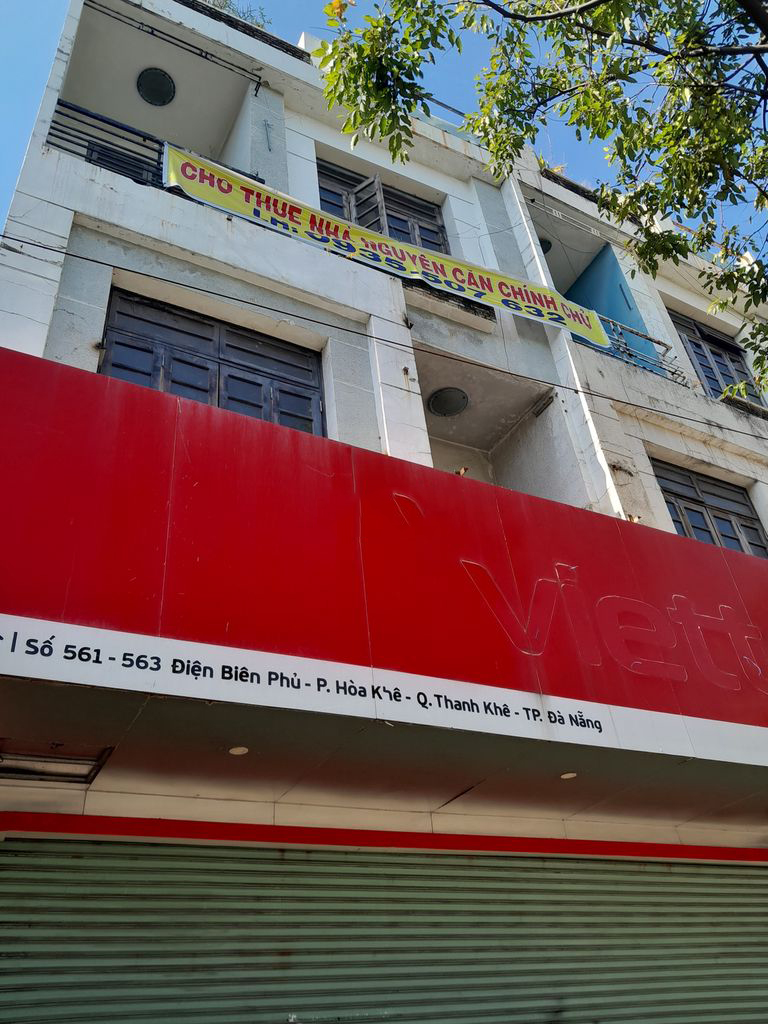 CHO THUÊ NHÀ NGUYÊN CĂN CHÍNH CHỦ
LH: 0935.507.632
viett
| Số 561 - 563 Điện Biên Phủ - P. Hòa Khê - Q. Thanh Khê - TP. Đà Nẵng